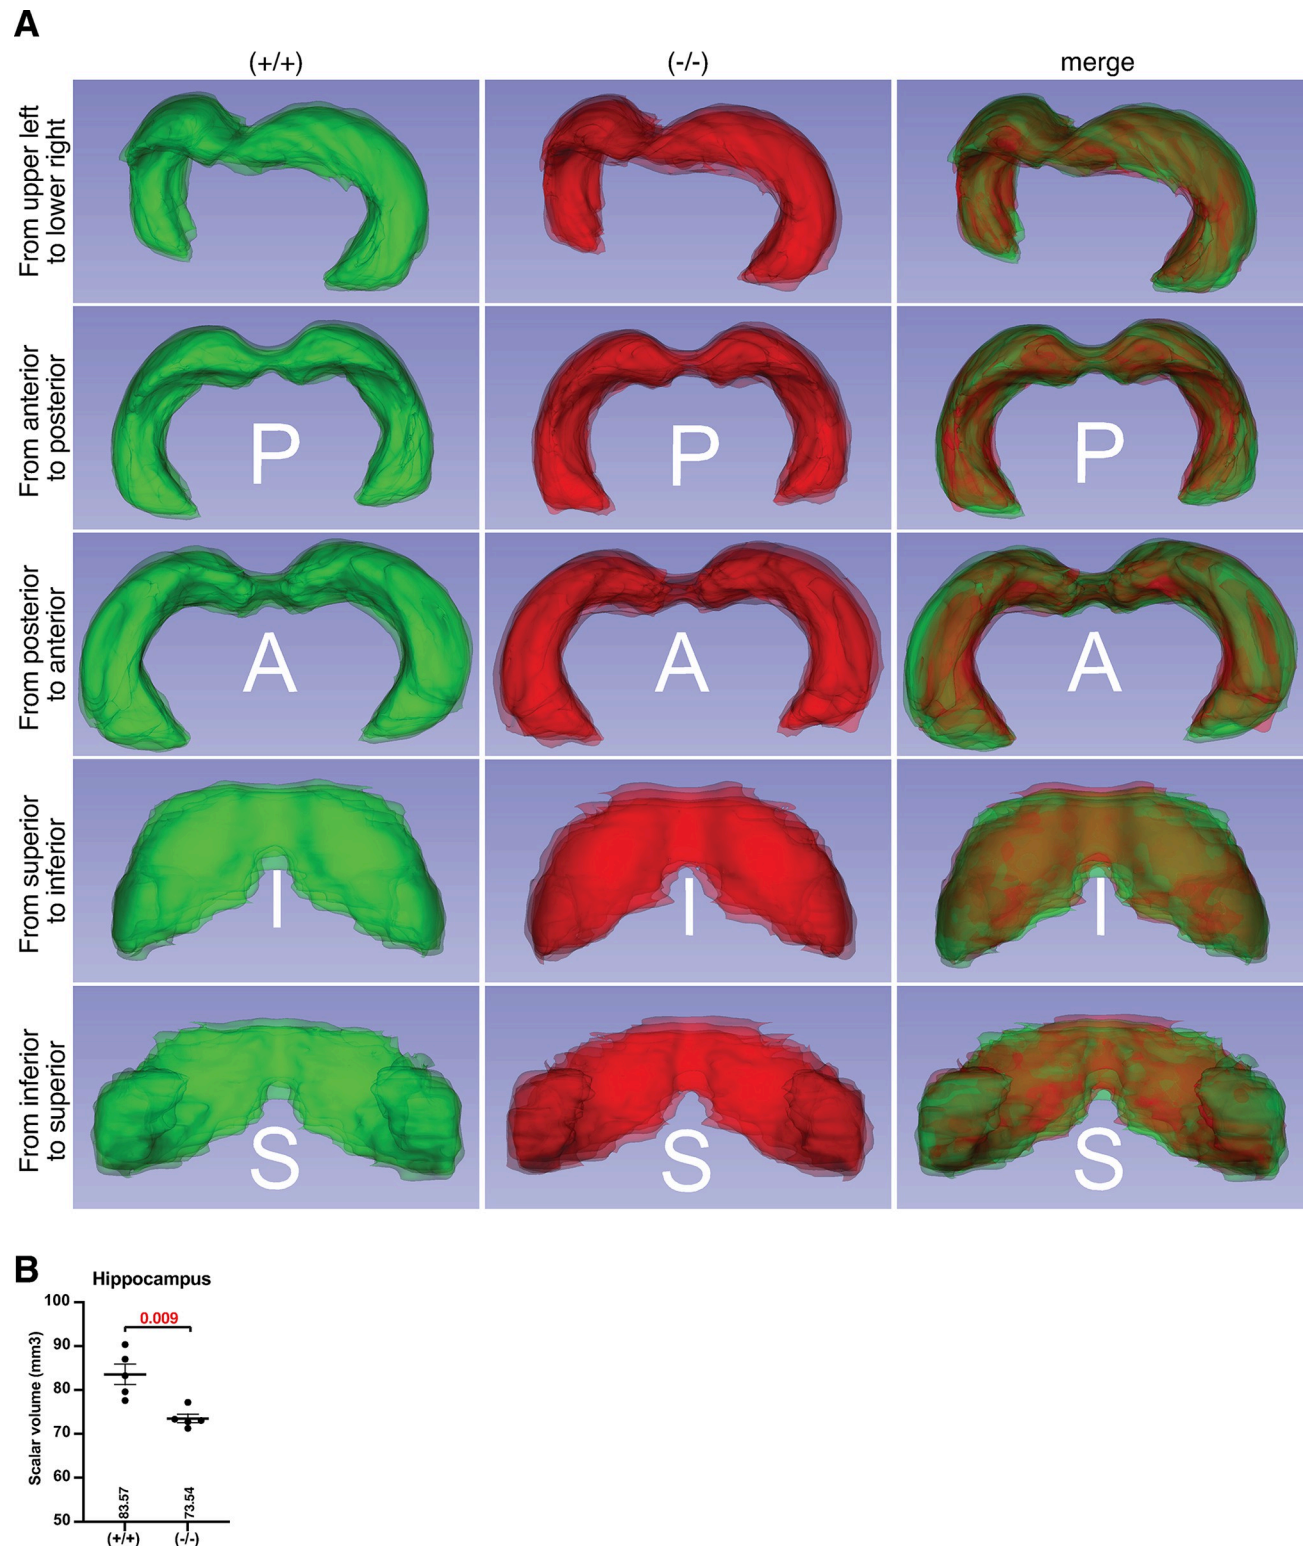 A
(+/+)
(-/-)
merge
From upper left
to lower right
From anterior
to posterior
P
P
P
From posterior
to anterior
A
A
A
From superior
to inferior
I
I
I
From inferior
to superior
S
S
S
B
Hippocampus
Scalar volume (mm3)
100
90
80
70
60
50
0.009
83.57
73.54
(+/+)
(-/-)